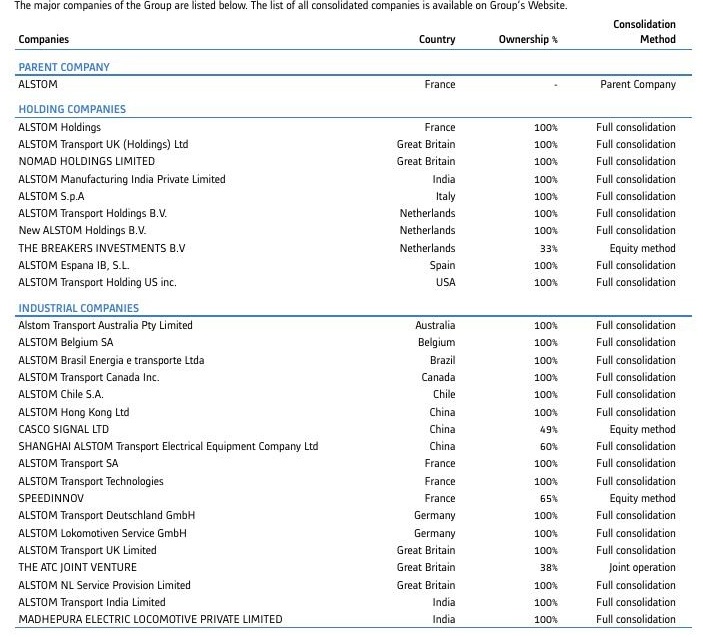 The major companies of the Group are listed below. The list of all consolidated companies is available on Group's Website.
Companies Country Ownership % Consolidation Method
PARENT COMPANY
ALSTOM France - Parent Company
HOLDING COMPANIES
ALSTOM Holdings France 100% Full consolidation
ALSTOM Transport UK (Holdings) Ltd Great Britain 100% Full consolidation
NOMAD HOLDINGS LIMITED Great Britain 100% Full consolidation
ALSTOM Manufacturing India Private Limited India 100% Full consolidation
ALSTOM S.p.A Italy 100% Full consolidation
ALSTOM Transport Holdings B.V. Netherlands 100% Full consolidation
New ALSTOM Holdings B.V. Netherlands 100% Full consolidation
THE BREAKERS INVESTMENTS B.V Netherlands 33% Equity method
ALSTOM Espana IB, S.L. Spain 100% Full consolidation
ALSTOM Transport Holding US inc. USA 100% Full consolidation
INDUSTRIAL COMPANIES
Alstom Transport Australia Pty Limited Australia 100% Full consolidation
ALSTOM Belgium SA Belgium 100% Full consolidation
ALSTOM Brasil Energia e transporte Ltda Brazil 100% Full consolidation
ALSTOM Transport Canada Inc. Canada 100% Full consolidation
ALSTOM Chile S.A. Chile 100% Full consolidation
ALSTOM Hong Kong Ltd China 100% Full consolidation
CASCO SIGNAL LTD China 49% Equity method
SHANGHAI ALSTOM Transport Electrical Equipment Company Ltd China 60% Full consolidation
ALSTOM Transport SA France 100% Full consolidation
ALSTOM Transport Technologies France 100% Full consolidation
SPEEDINNOV France 65% Equity method
ALSTOM Transport Deutschland GmbH Germany 100% Full consolidation
ALSTOM Lokomotiven Service GmbH Germany 100% Full consolidation
ALSTOM Transport UK Limited Great Britain 100% Full consolidation
THE ATC JOINT VENTURE Great Britain 38% Joint operation
ALSTOM NL Service Provision Limited Great Britain 100% Full consolidation
ALSTOM Transport India Limited India 100% Full consolidation
MADHEPURA ELECTRIC LOCOMOTIVE PRIVATE LIMITED India 100% Full consolidation